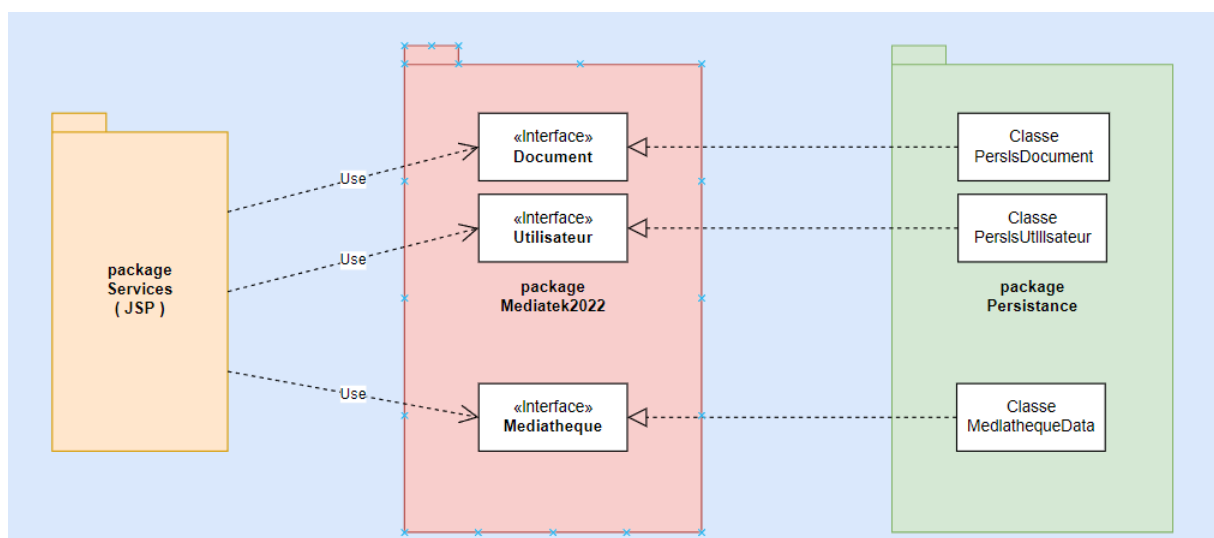 package
Services
( JSP )
Use
Use
Use
«Interface»
Document
«Interface»
Utilisateur
package
Mediatek2022
«Interface»
Mediatheque
Classe
PersIsDocument
Classe
PersIsUtIlIsateur
package
Persistance
Classe
MedIathequeData